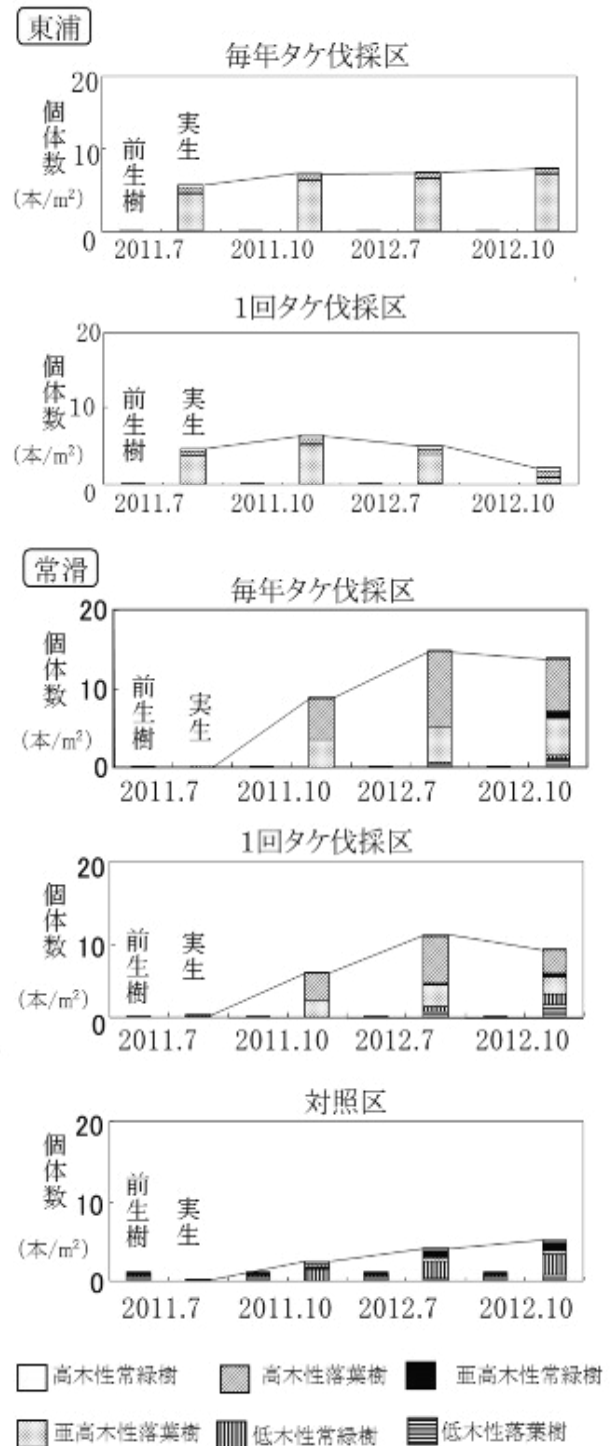 東浦
毎年タケ伐採区
個体数
(本/m²)
20
10
0
前生樹
実生
2011.7 2011.10 2012.7 2012.10
1回タケ伐採区
個体数
(本/m²)
20
10
0
前生樹
実生
2011.7 2011.10 2012.7 2012.10
常滑
毎年タケ伐採区
個体数
(本/m²)
20
10
0
前生樹
実生
2011.7 2011.10 2012.7 2012.10
1回タケ伐採区
個体数
(本/m²)
20
10
0
前生樹
実生
2011.7 2011.10 2012.7 2012.10
対照区
個体数
(本/m²)
20
10
0
前生樹
実生
2011.7 2011.10 2012.7 2012.10
高木性常緑樹 高木性落葉樹 亜高木性常緑樹
亜高木性落葉樹 低木性常緑樹 低木性落葉樹